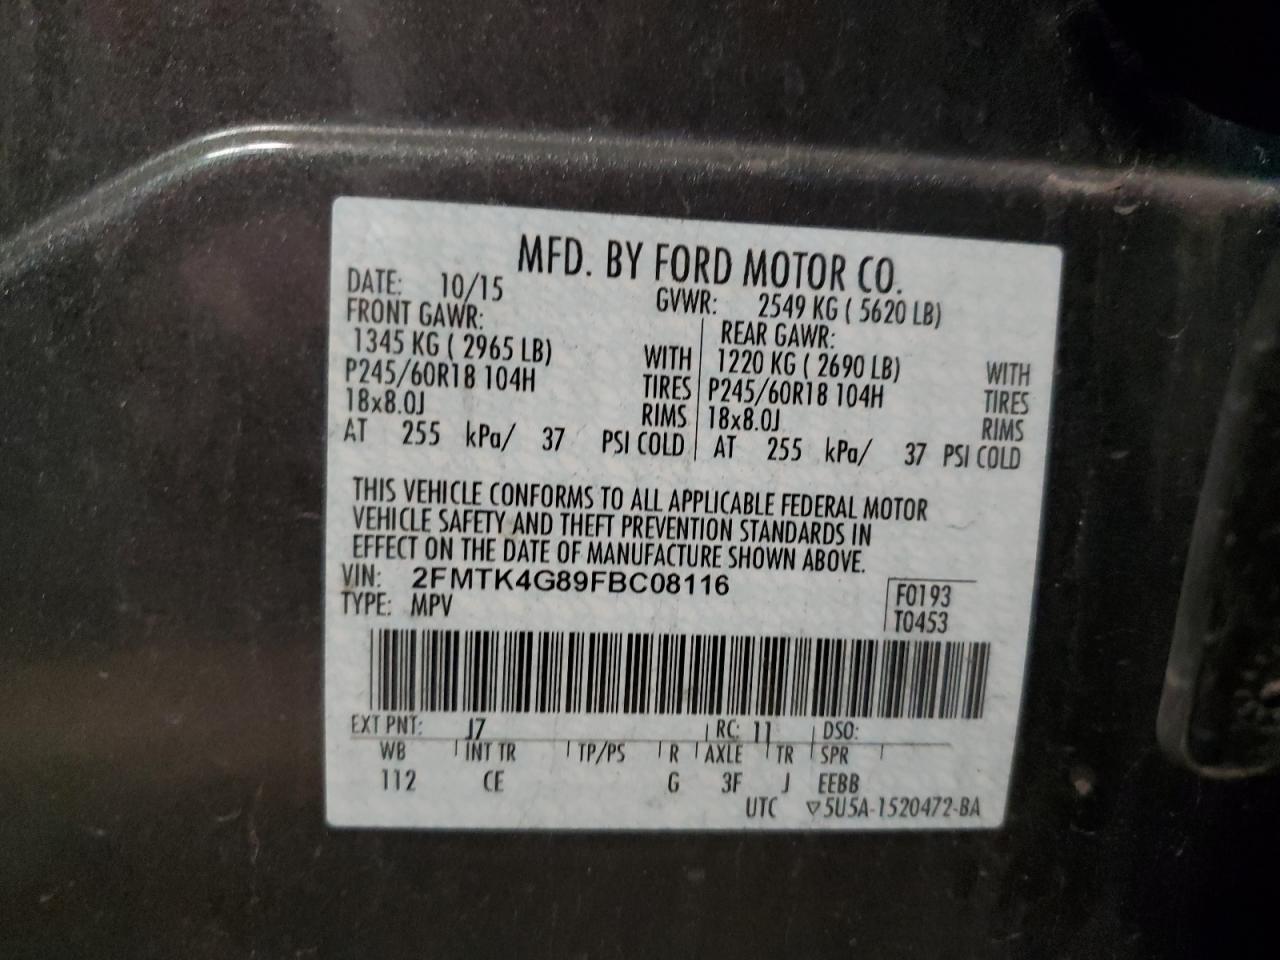 MFD. BY FORD MOTOR CO.
DATE: 10/15 GVWR: 2549 KG ( 5620 LB)
FRONT GAWR: REAR GAWR:
1345 KG ( 2965 LB) WITH 1220 KG ( 2690 LB) WITH
P245/60R18 104H TIRES P245/60R18 104H TIRES
18x8.0J RIMS 18x8.0J RIMS
AT 255 kPa/ 37 PSI COLD AT 255 kPa/ 37 PSI COLD
THIS VEHICLE CONFORMS TO ALL APPLICABLE FEDERAL MOTOR
VEHICLE SAFETY AND THEFT PREVENTION STANDARDS IN
EFFECT ON THE DATE OF MANUFACTURE SHOWN ABOVE.
VIN: 2FMTK4G89FBC08116 F0193
TYPE: MPV T0453
EXT PNT: J7 RC: 11 DSO:
WB INT TR TP/PS R AXLE TR SPR
112 CE G 3F J EEBB
UTC ▽5U5A-1520472-BA